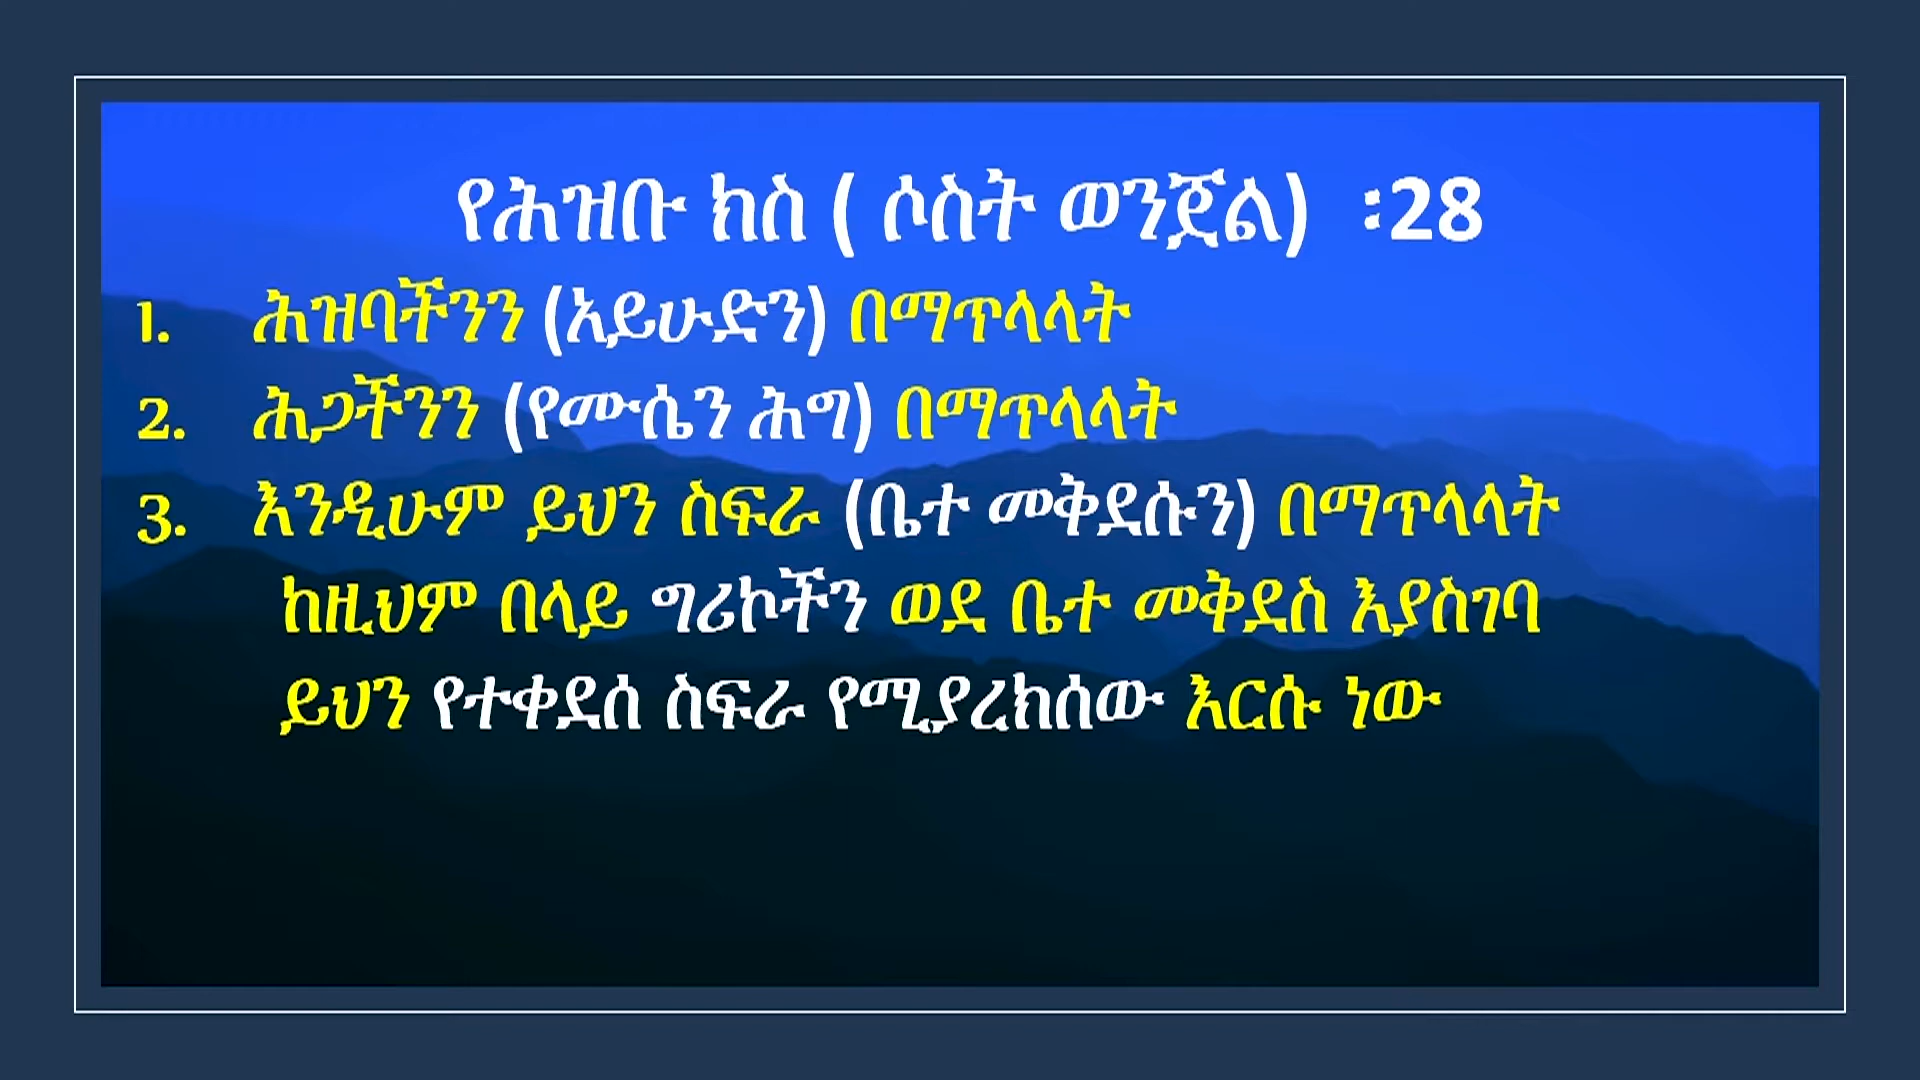 የሕዝቡ ክስ ( ሶስት ወንጀል) ፡28
1. ሕዝባችንን (አይሁድን) በማጥላላት
2. ሕጋችንን (የሙሴን ሕግ) በማጥላላት
3. እንዲሁም ይህን ስፍራ (ቤተ መቅደሱን) በማጥላላት
ከዚህም በላይ ግሪኮችን ወደ ቤተ መቅደስ እያስገባ
ይህን የተቀደሰ ስፍራ የሚያረክሰው እርሱ ነው